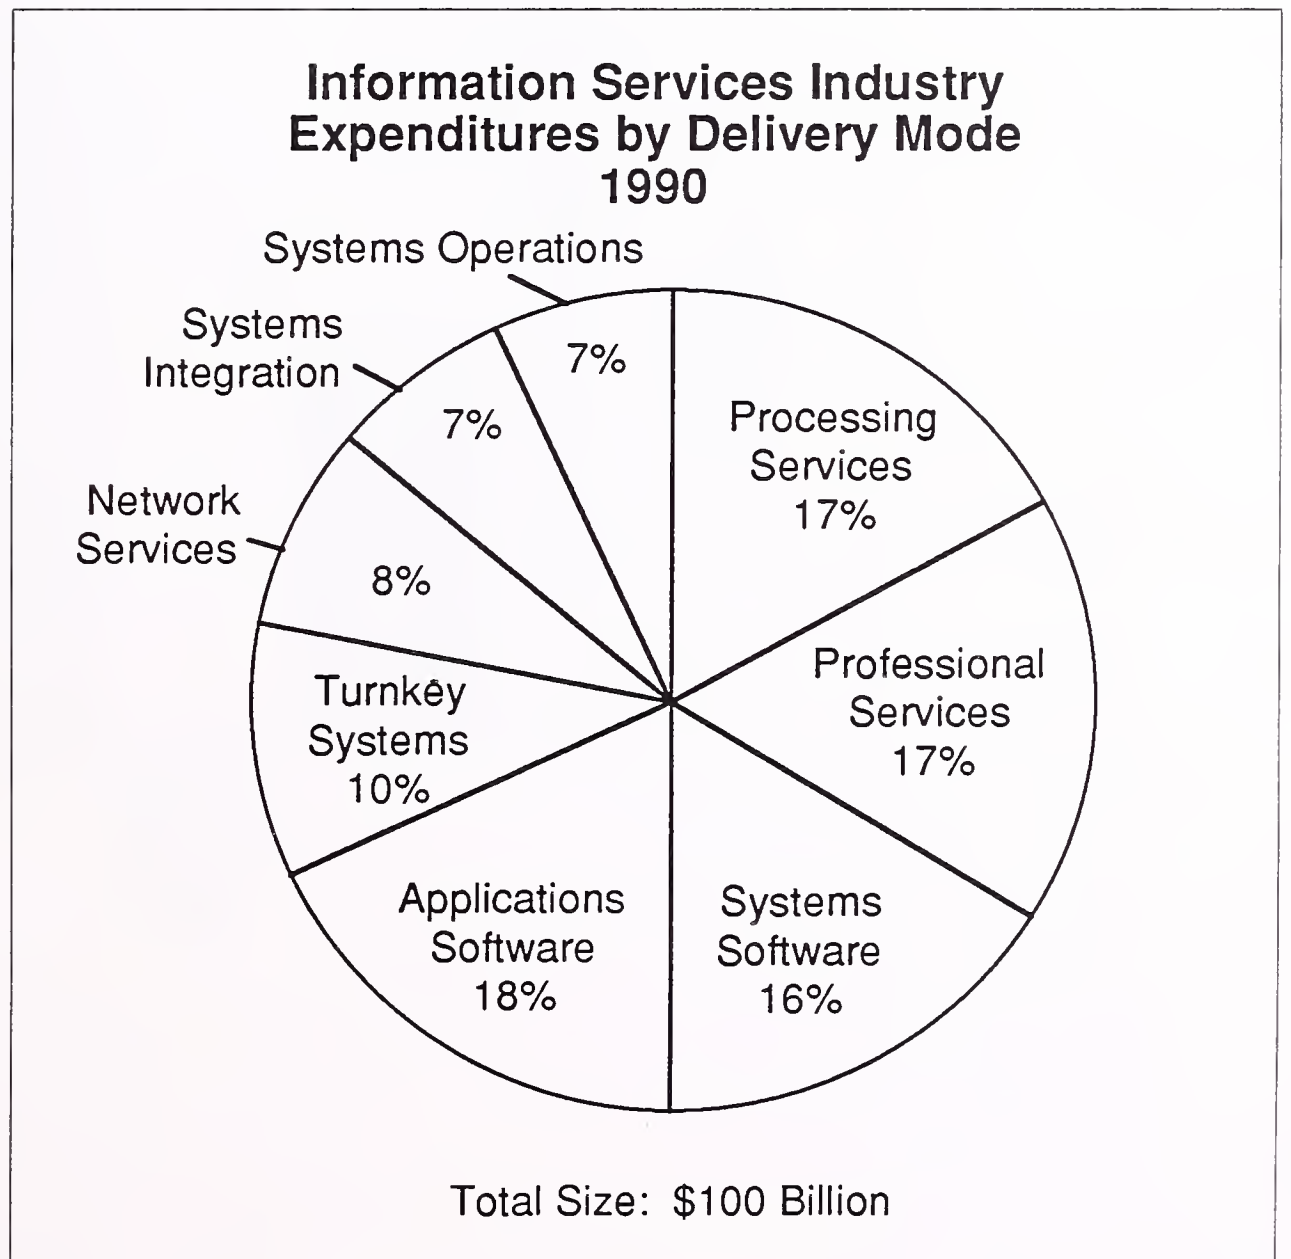 Information Services Industry
Expenditures by Delivery Mode
1990
Systems Operations
7%
Systems
Integration
7%
Network
Services
8%
Processing
Services
17%
Professional
Services
17%
Turnkey
Systems
10%
Applications
Software
18%
Systems
Software
16%
Total Size: $100 Billion